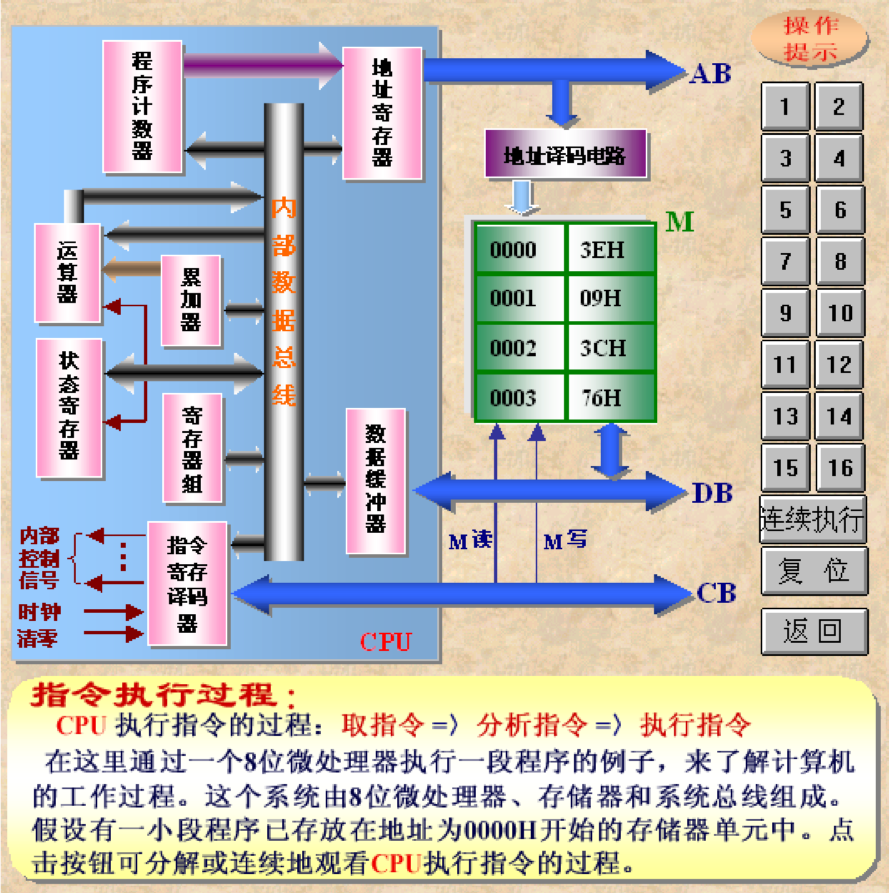 操作
提示
程序计数器
地址寄存器
AB
1 2
地址译码电路
3 4
内部数据总线
M
5 6
运算器
累加器
0000 3EH
7 8
0001 09H
9 10
状态寄存器
0002 3CH
11 12
0003 76H
13 14
寄存器组
数据缓冲器
15 16
DB
连续执行
内部
控制
信号
指令
寄存
译码
器
M读 M写
复 位
CB
时钟
清零
CPU
返 回
指令执行过程：
CPU 执行指令的过程：取指令 =〉分析指令 =〉执行指令
在这里通过一个8位微处理器执行一段程序的例子，来了解计算机
的工作过程。这个系统由8位微处理器、存储器和系统总线组成。
假设有一小段程序已存放在地址为0000H开始的存储器单元中。点
击按钮可分解或连续地观看CPU执行指令的过程。